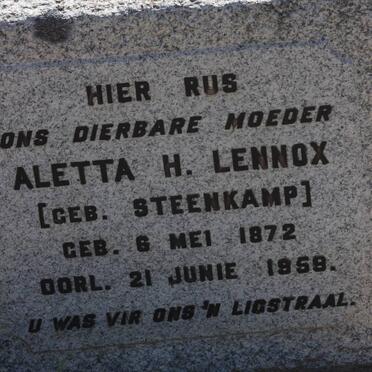 HIER RUS
ONS DIERBARE MOEDER
ALETTA H. LENNOX
[GEB. STEENKAMP]
GEB. 6 MEI 1872
OORL. 21 JUNIE 1958.
U WAS VIR ONS 'N LIGSTRAAL.